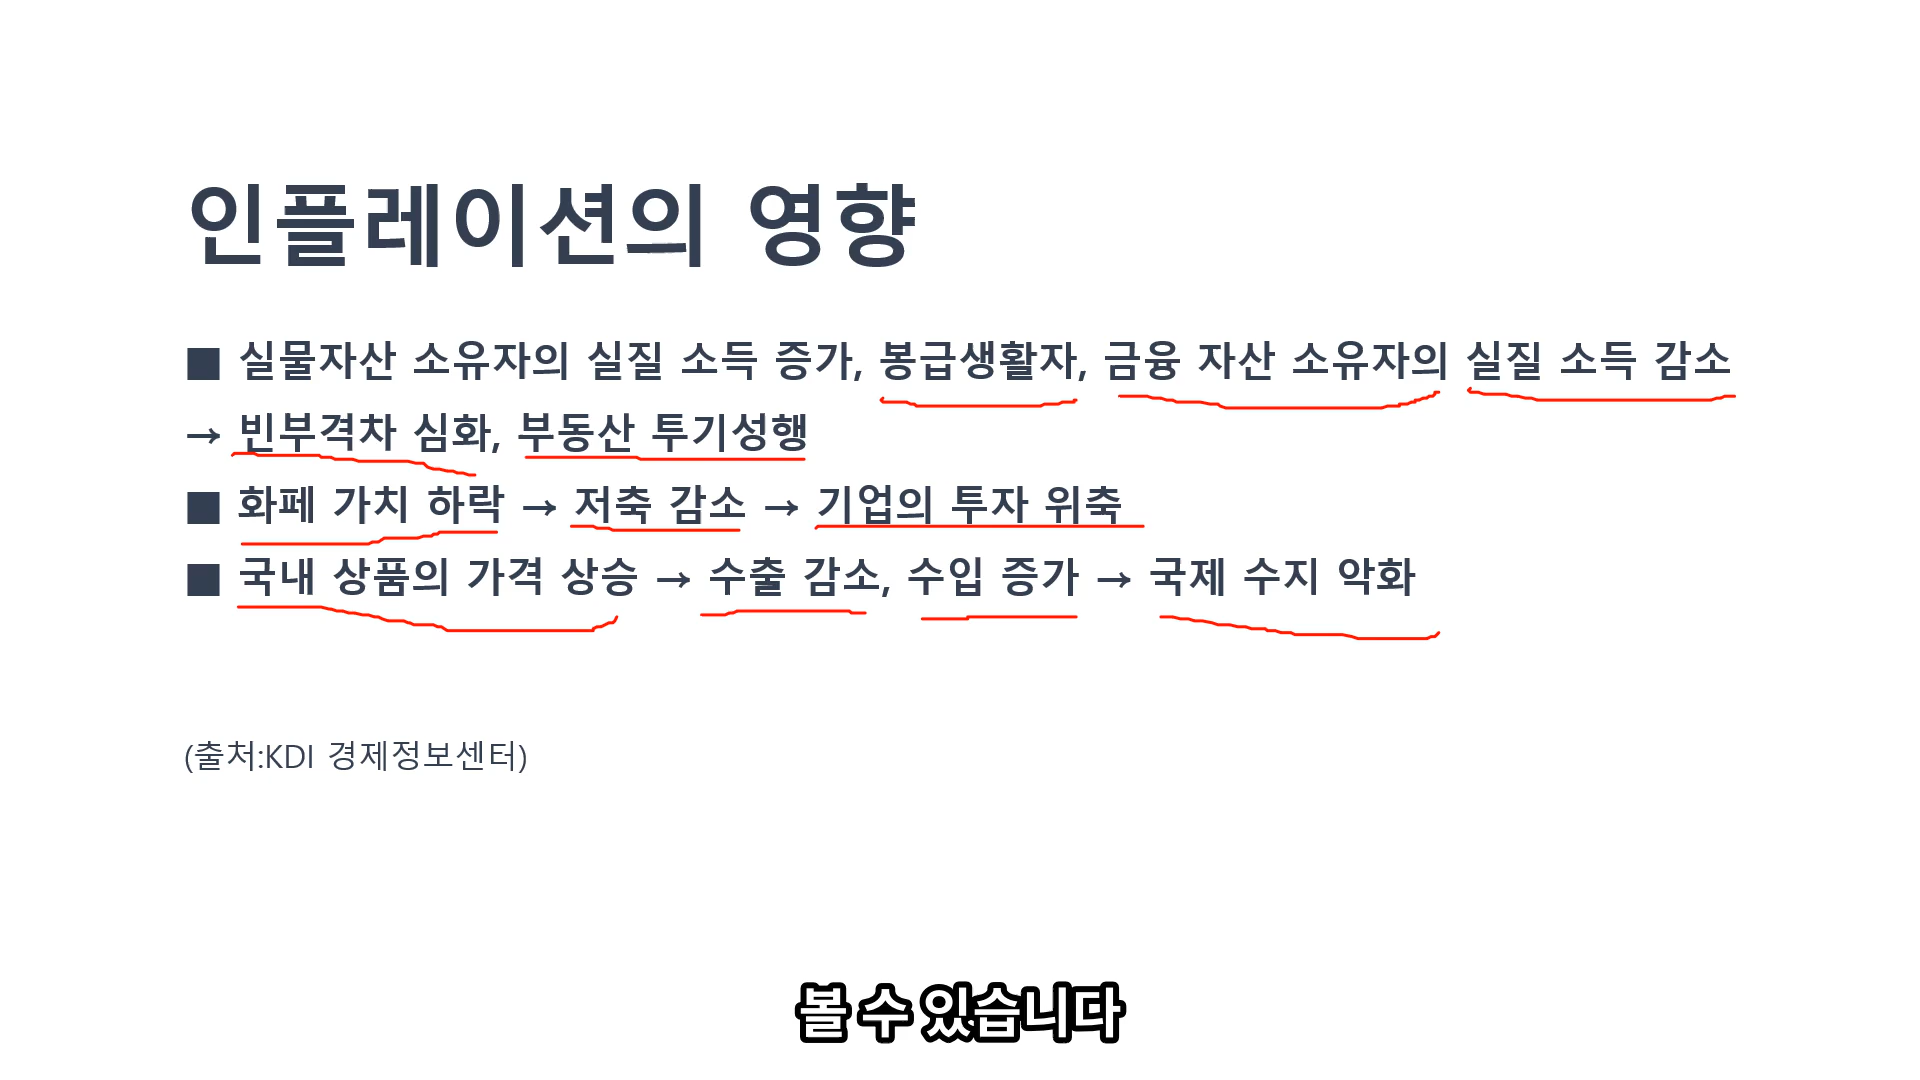 인플레이션의 영향
■ 실물자산 소유자의 실질 소득 증가, 봉급생활자, 금융 자산 소유자의 실질 소득 감소
→ 빈부격차 심화, 부동산 투기성행
■ 화폐 가치 하락 → 저축 감소 → 기업의 투자 위축
■ 국내 상품의 가격 상승 → 수출 감소, 수입 증가 → 국제 수지 악화
(출처:KDI 경제정보센터)
볼 수 있습니다